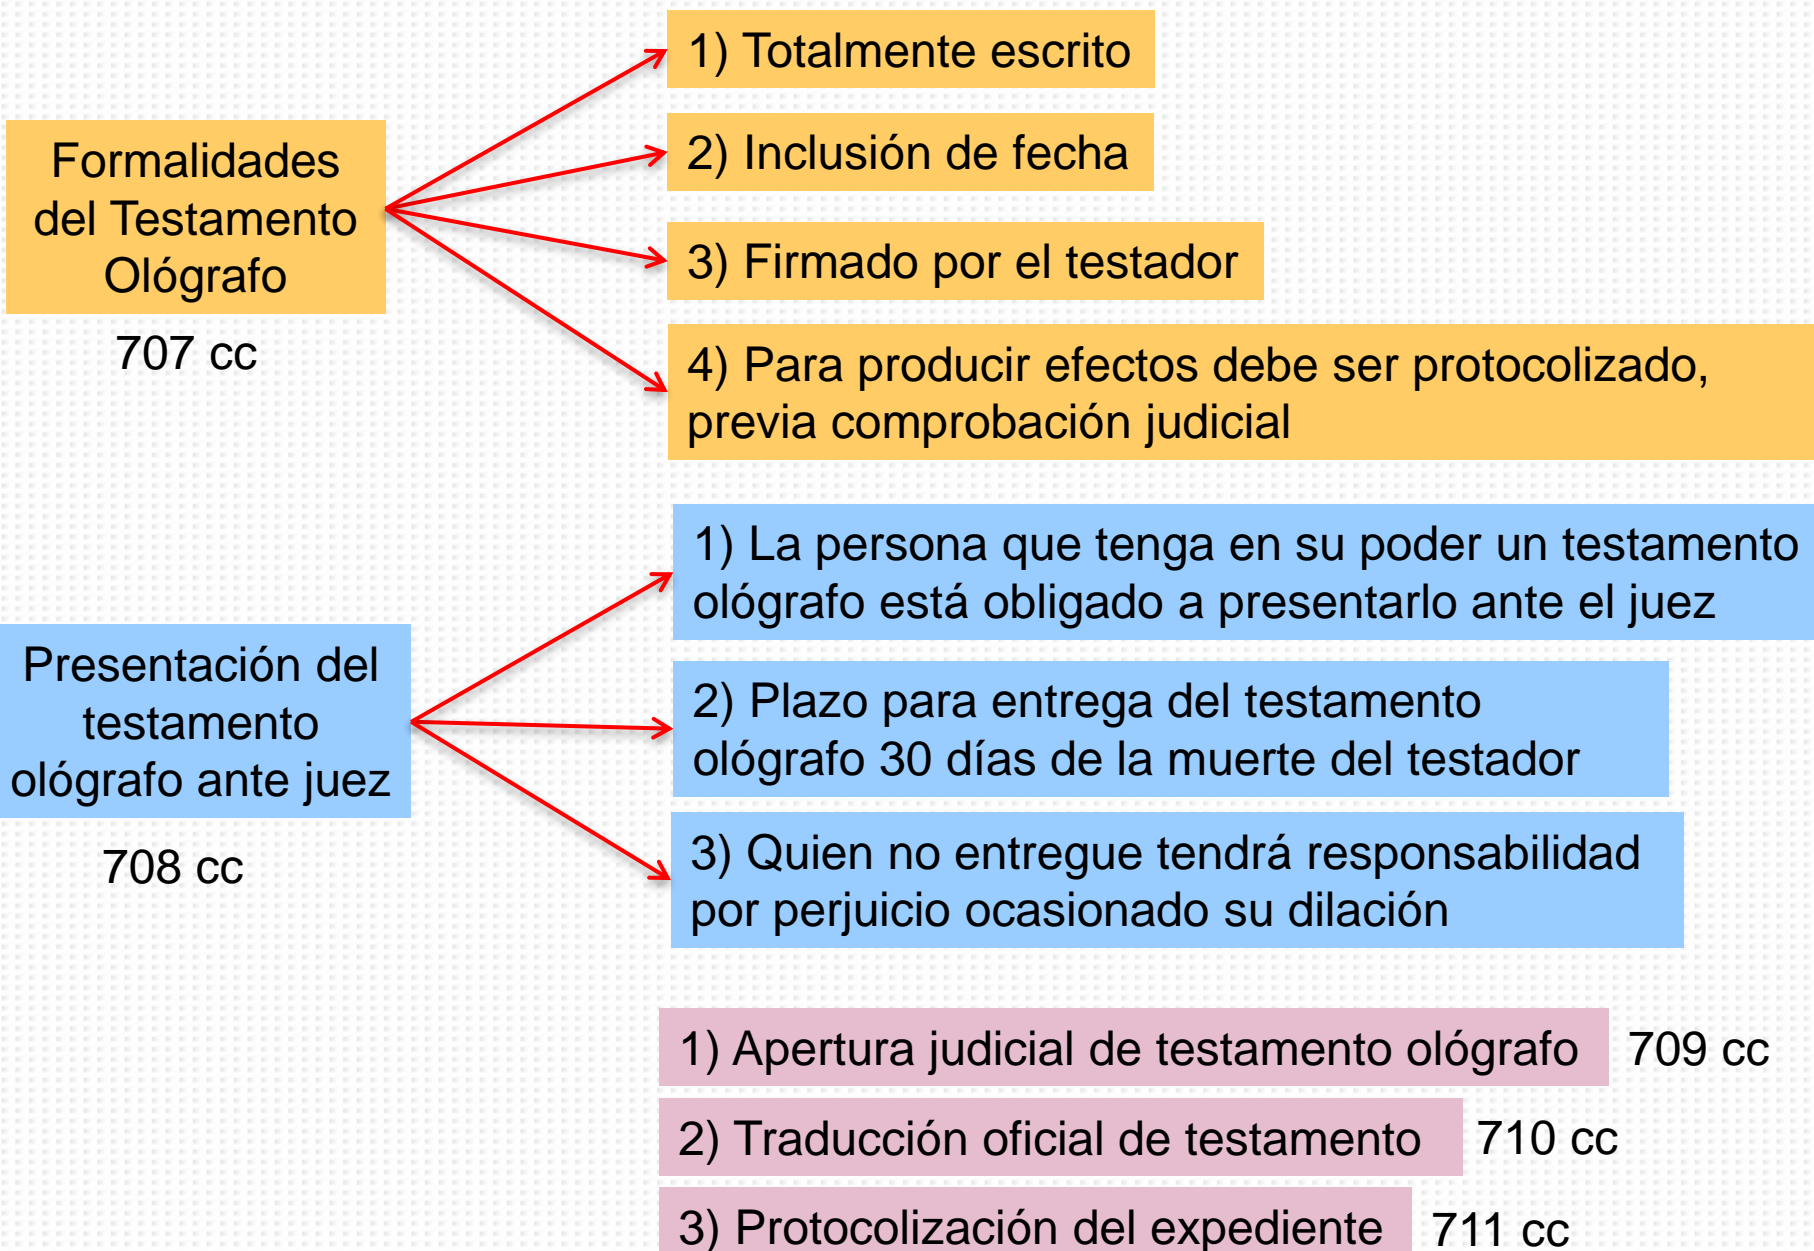 Formalidades
del Testamento
Ológrafo
707 cc
1) Totalmente escrito
2) Inclusión de fecha
3) Firmado por el testador
4) Para producir efectos debe ser protocolizado,
previa comprobación judicial
Presentación del
testamento
ológrafo ante juez
708 cc
1) La persona que tenga en su poder un testamento
ológrafo está obligado a presentarlo ante el juez
2) Plazo para entrega del testamento
ológrafo 30 días de la muerte del testador
3) Quien no entregue tendrá responsabilidad
por perjuicio ocasionado su dilación
1) Apertura judicial de testamento ológrafo 709 cc
2) Traducción oficial de testamento 710 cc
3) Protocolización del expediente 711 cc